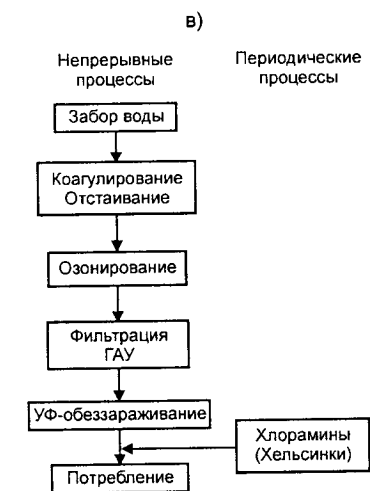 в)
Непрерывные
процессы
Периодические
процессы
Забор воды
Коагулирование
Отстаивание
Озонирование
Фильтрация
ГАУ
УФ-обеззараживание
Хлорамины
(Хельсинки)
Потребление